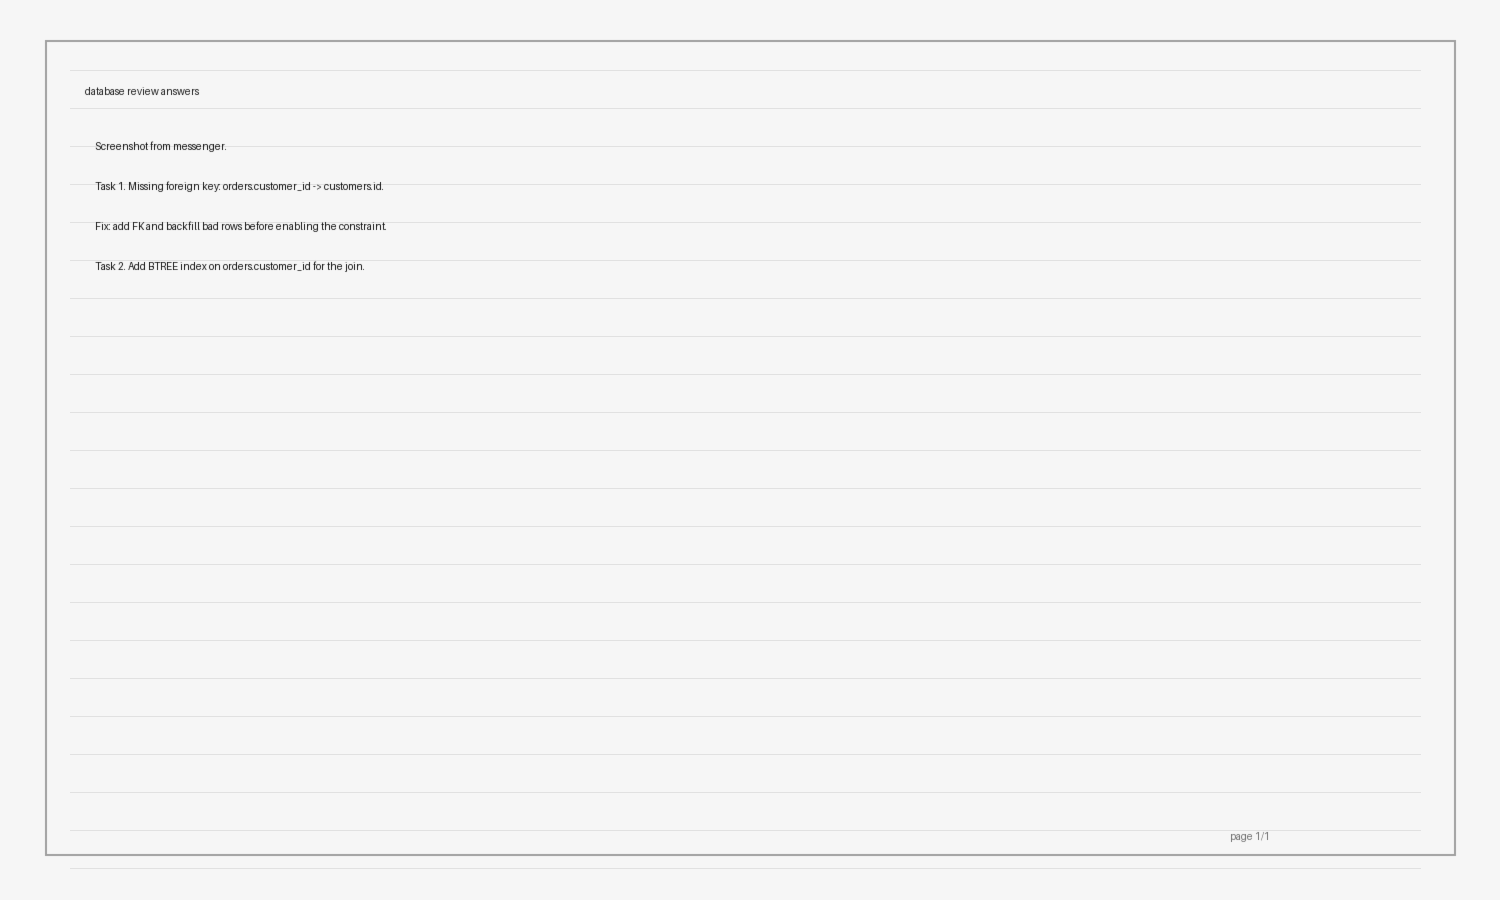 database review answers
Screenshot from messenger.
Task 1. Missing foreign key: orders.customer_id -> customers.id.
Fix: add FK and backfill bad rows before enabling the constraint.
Task 2. Add BTREE index on orders.customer_id for the join.
page 1/1